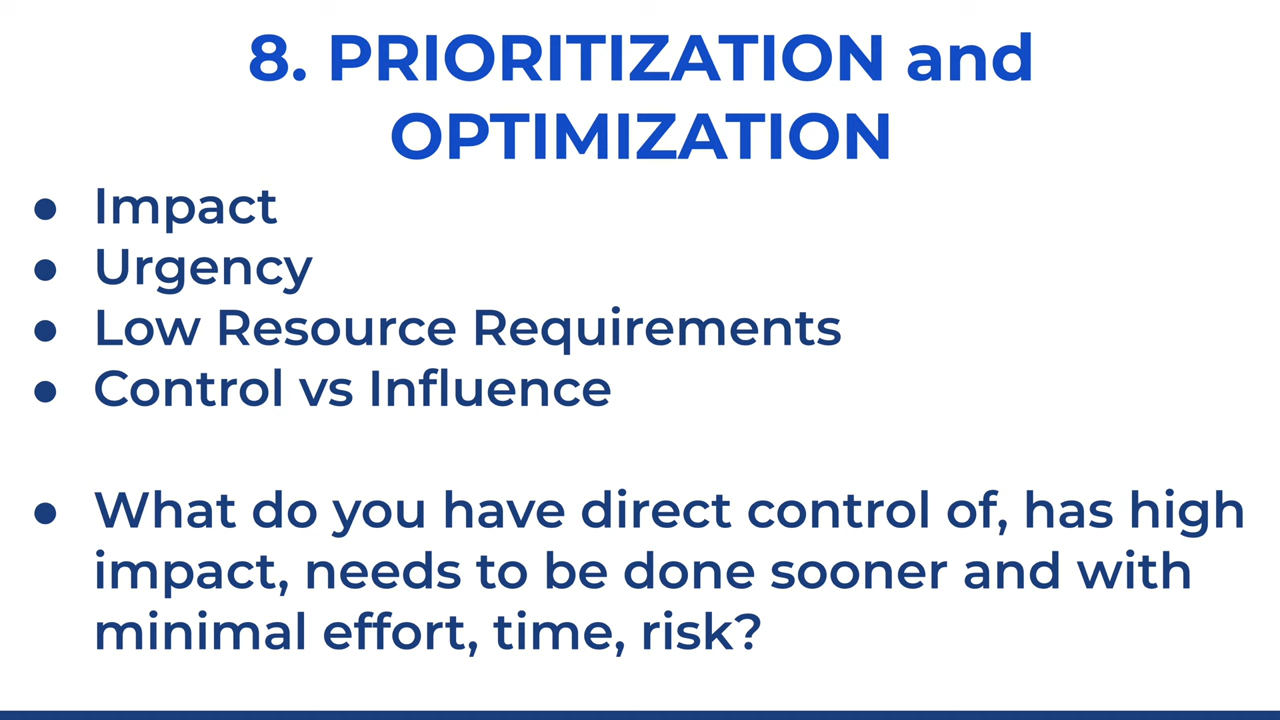 8. PRIORITIZATION and
OPTIMIZATION
● Impact
● Urgency
● Low Resource Requirements
● Control vs Influence
● What do you have direct control of, has high
impact, needs to be done sooner and with
minimal effort, time, risk?